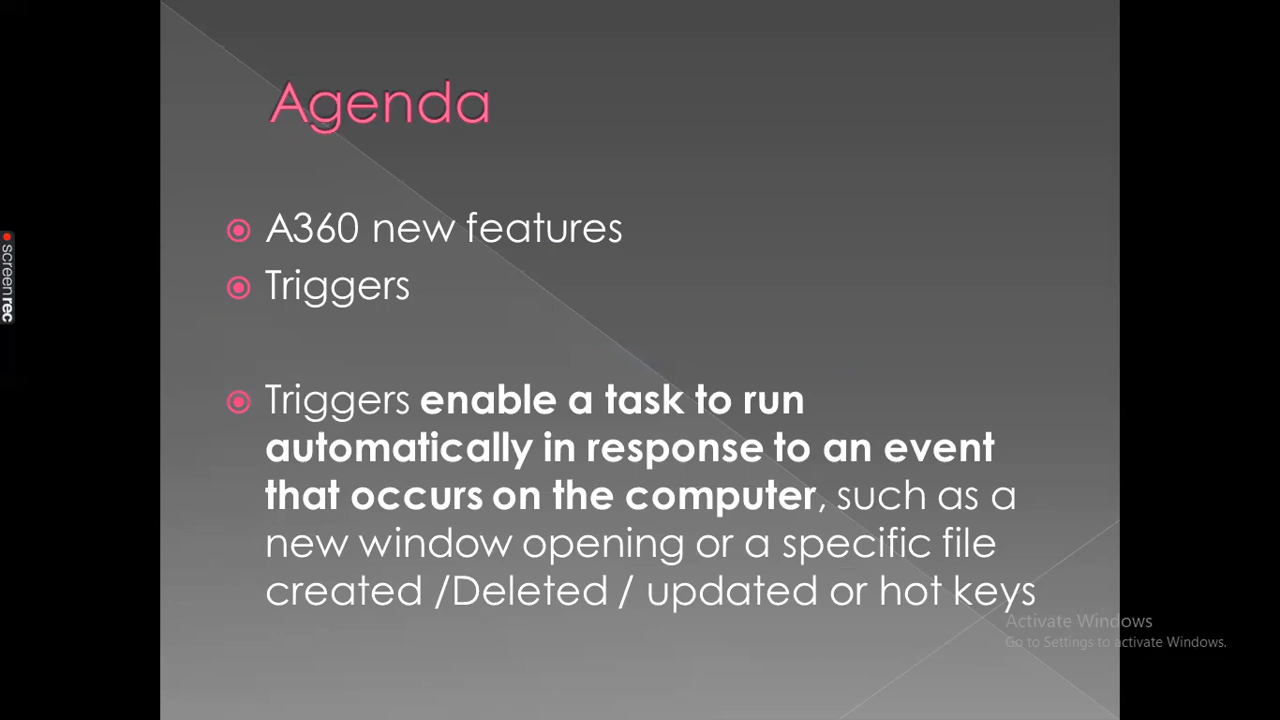 Agenda
A360 new features
Triggers
Triggers enable a task to run
automatically in response to an event
that occurs on the computer, such as a
new window opening or a specific file
created /Deleted / updated or hot keys
Activate Windows
Go to Settings to activate Windows.
screenrec